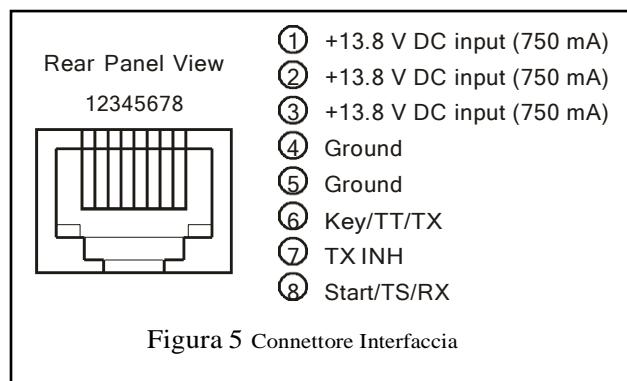 Rear Panel View
12345678
1 +13.8 V DC input (750 mA)
2 +13.8 V DC input (750 mA)
3 +13.8 V DC input (750 mA)
4 Ground
5 Ground
6 Key/TT/TX
7 TX INH
8 Start/TS/RX
Figura 5 Connettore Interfaccia